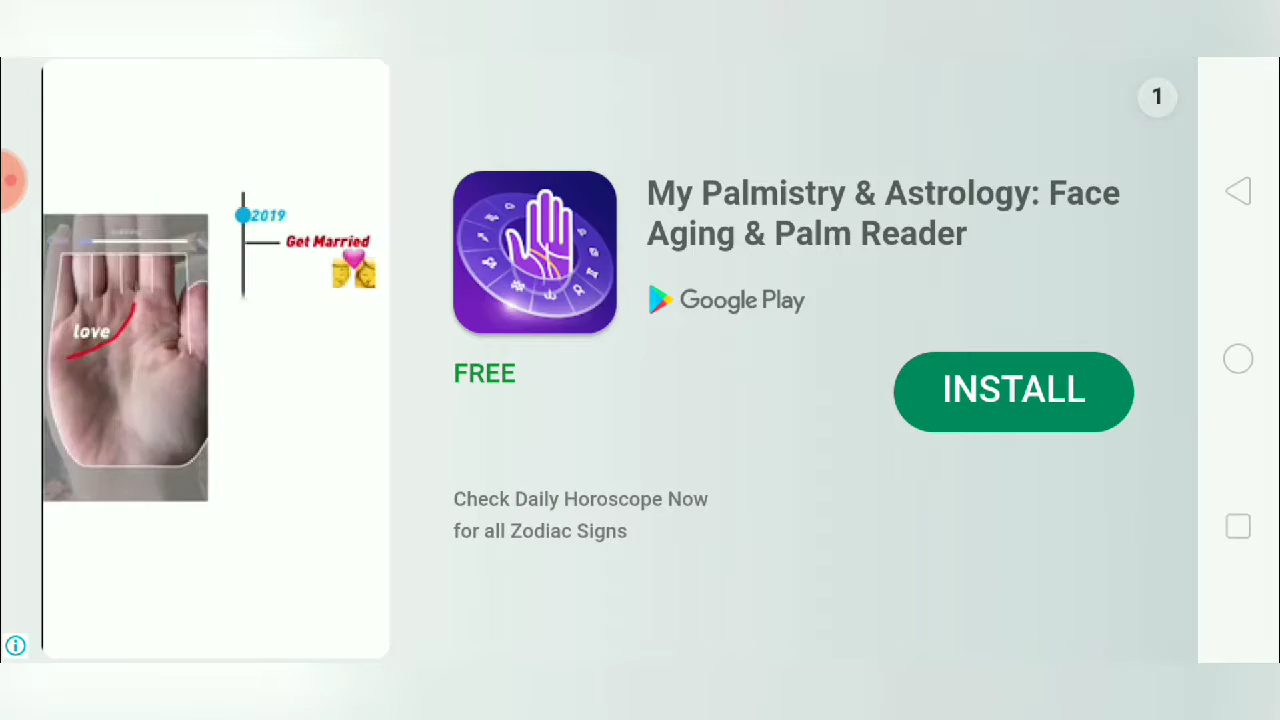 1
2019
Get Married
love
My Palmistry & Astrology: Face
Aging & Palm Reader
Google Play
FREE
INSTALL
Check Daily Horoscope Now
for all Zodiac Signs